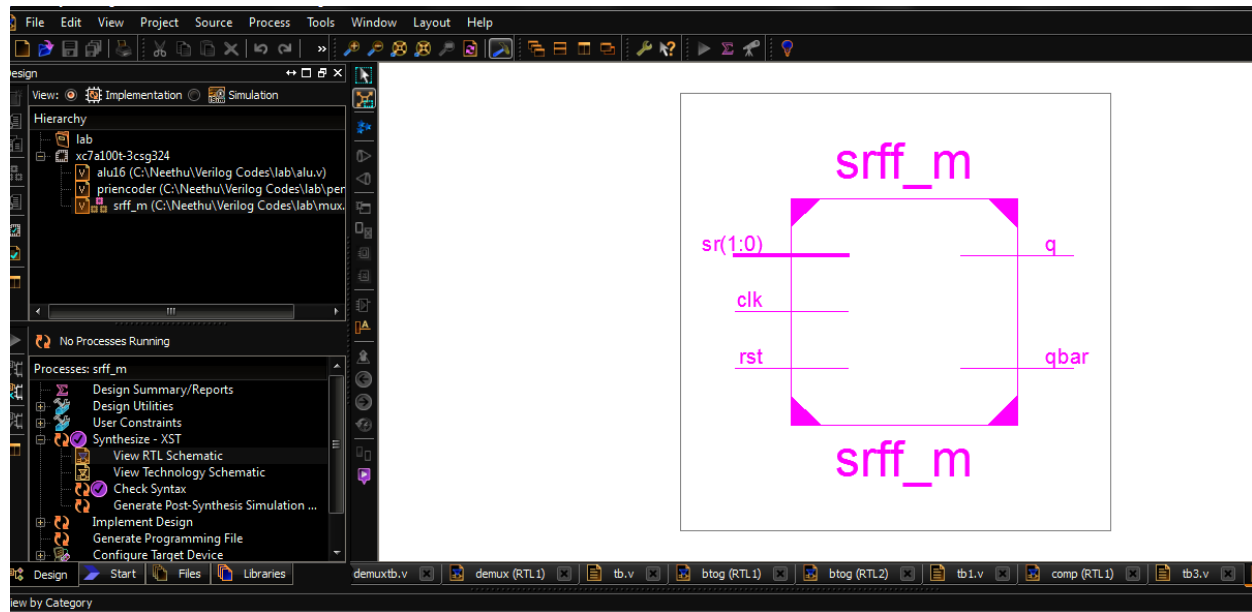 File Edit View Project Source Process Tools Window Layout Help
»
View: Implementation Simulation
Hierarchy
lab
xc7a100t-3csg324
alu16 (C:\Neethu\Verilog Codes\lab\alu.v)
priencoder (C:\Neethu\Verilog Codes\lab\per
srff_m (C:\Neethu\Verilog Codes\lab\mux.
No Processes Running
Processes: srff_m
Design Summary/Reports
Design Utilities
User Constraints
Synthesize - XST
View RTL Schematic
View Technology Schematic
Check Syntax
Generate Post-Synthesis Simulation ...
Implement Design
Generate Programming File
Configure Target Device
Design Start Files Libraries
srff_m
sr(1:0)
clk
rst
q
qbar
srff_m
demuxtb.v demux (RTL1) tb.v btog (RTL1) btog (RTL2) tb1.v comp (RTL1) tb3.v
by Category